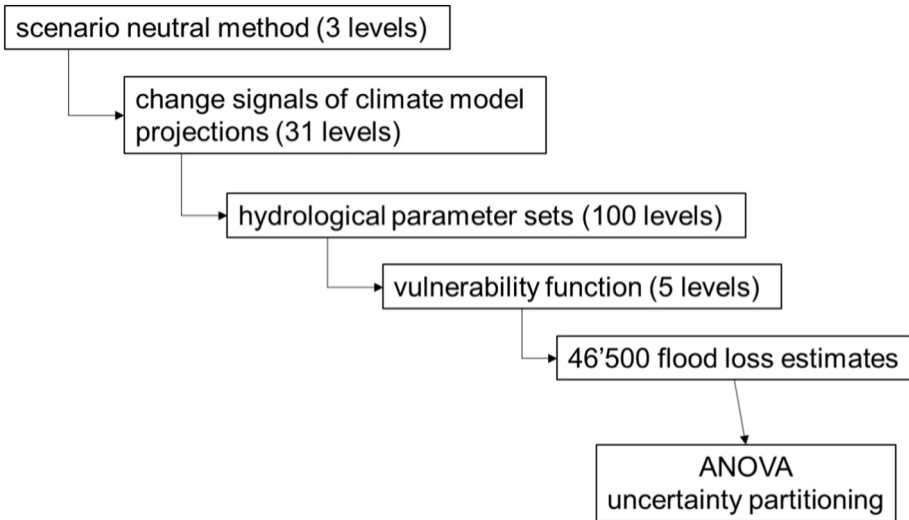 scenario neutral method (3 levels)
change signals of climate model
projections (31 levels)
hydrological parameter sets (100 levels)
vulnerability function (5 levels)
46’500 flood loss estimates
ANOVA
uncertainty partitioning